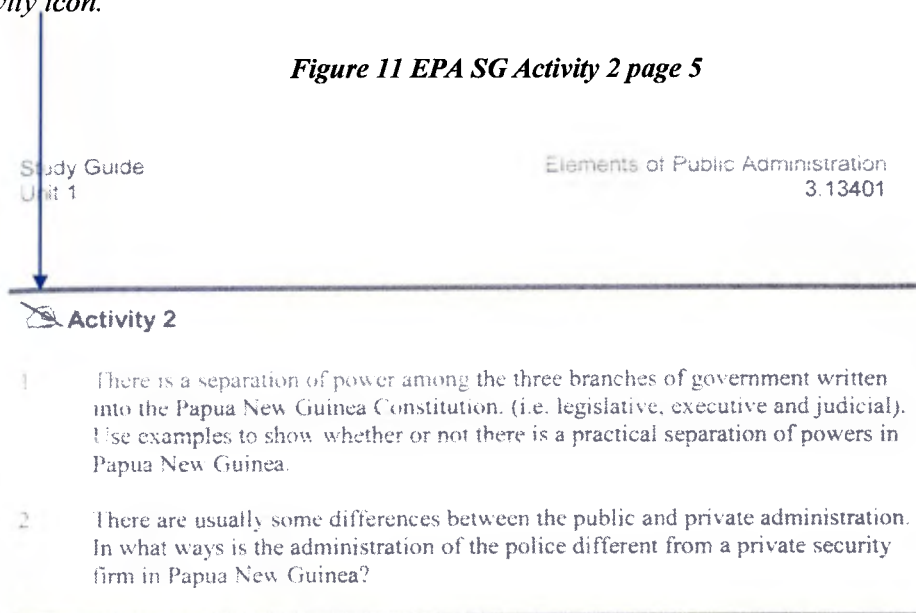 icon.
Figure 11 EPA SG Activity 2 page 5
Study Guide
Elements of Public Administration
Unit 1
3.13401
Activity 2
1 There is a separation of power among the three branches of government written
into the Papua New Guinea Constitution. (i.e. legislative, executive and judicial).
Use examples to show whether or not there is a practical separation of powers in
Papua New Guinea.
2 There are usually some differences between the public and private administration.
In what ways is the administration of the police different from a private security
firm in Papua New Guinea?